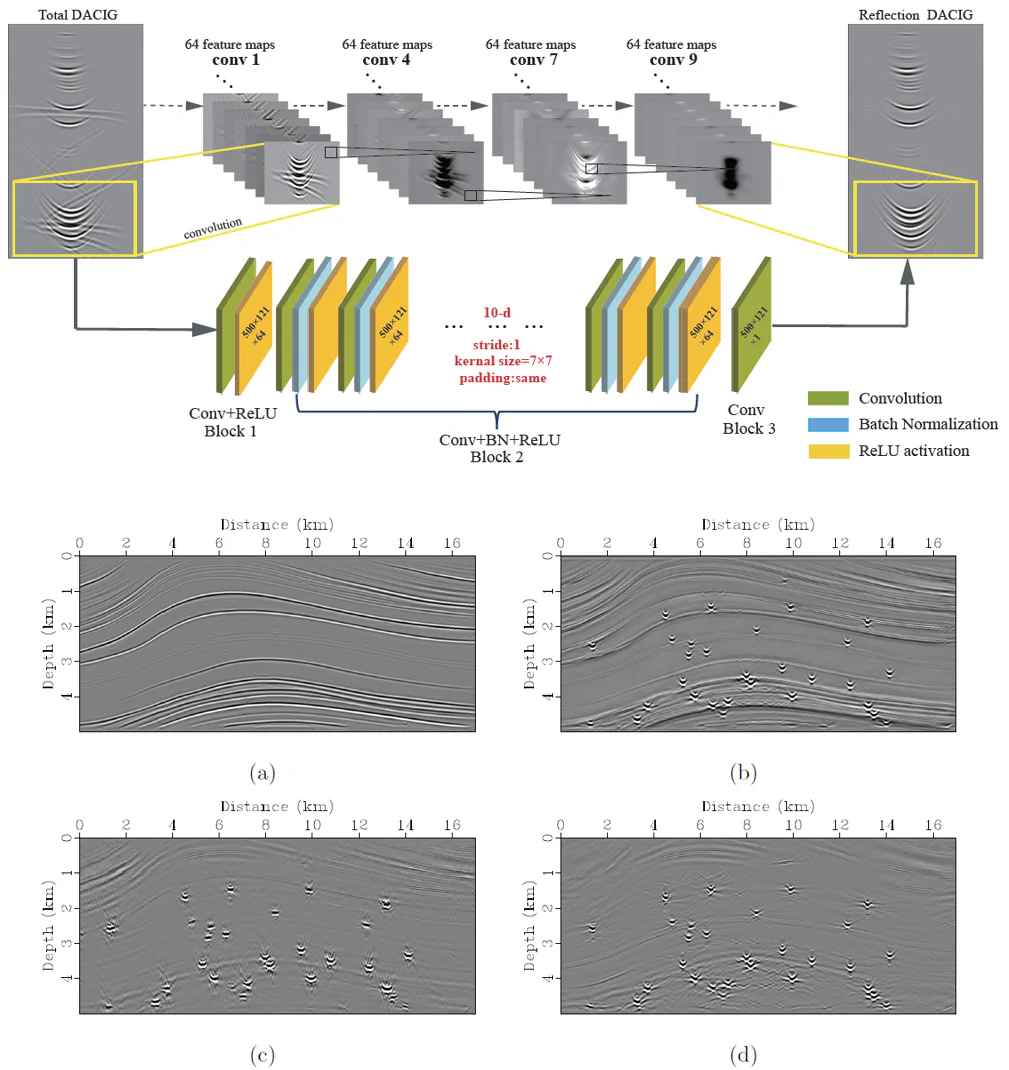 Total DACIG
Reflection DACIG
64 feature maps
conv 1
64 feature maps
conv 4
64 feature maps
conv 7
64 feature maps
conv 9
convolution
500×121
×64
500×121
×64
10-d
stride:1
kernal size=7×7
padding:same
500×121
×64
500×121
×1
Conv+ReLU
Block 1
Conv+BN+ReLU
Block 2
Conv
Block 3
Convolution
Batch Normalization
ReLU activation
Distance (km)
0 2 4 6 8 10 12 14 16
Depth (km)
0
1
2
3
4
(a)
Distance (km)
0 2 4 6 8 10 12 14 16
Depth (km)
0
1
2
3
4
(b)
Distance (km)
0 2 4 6 8 10 12 14 16
Depth (km)
0
1
2
3
4
(c)
Distance (km)
0 2 4 6 8 10 12 14 16
Depth (km)
0
1
2
3
4
(d)